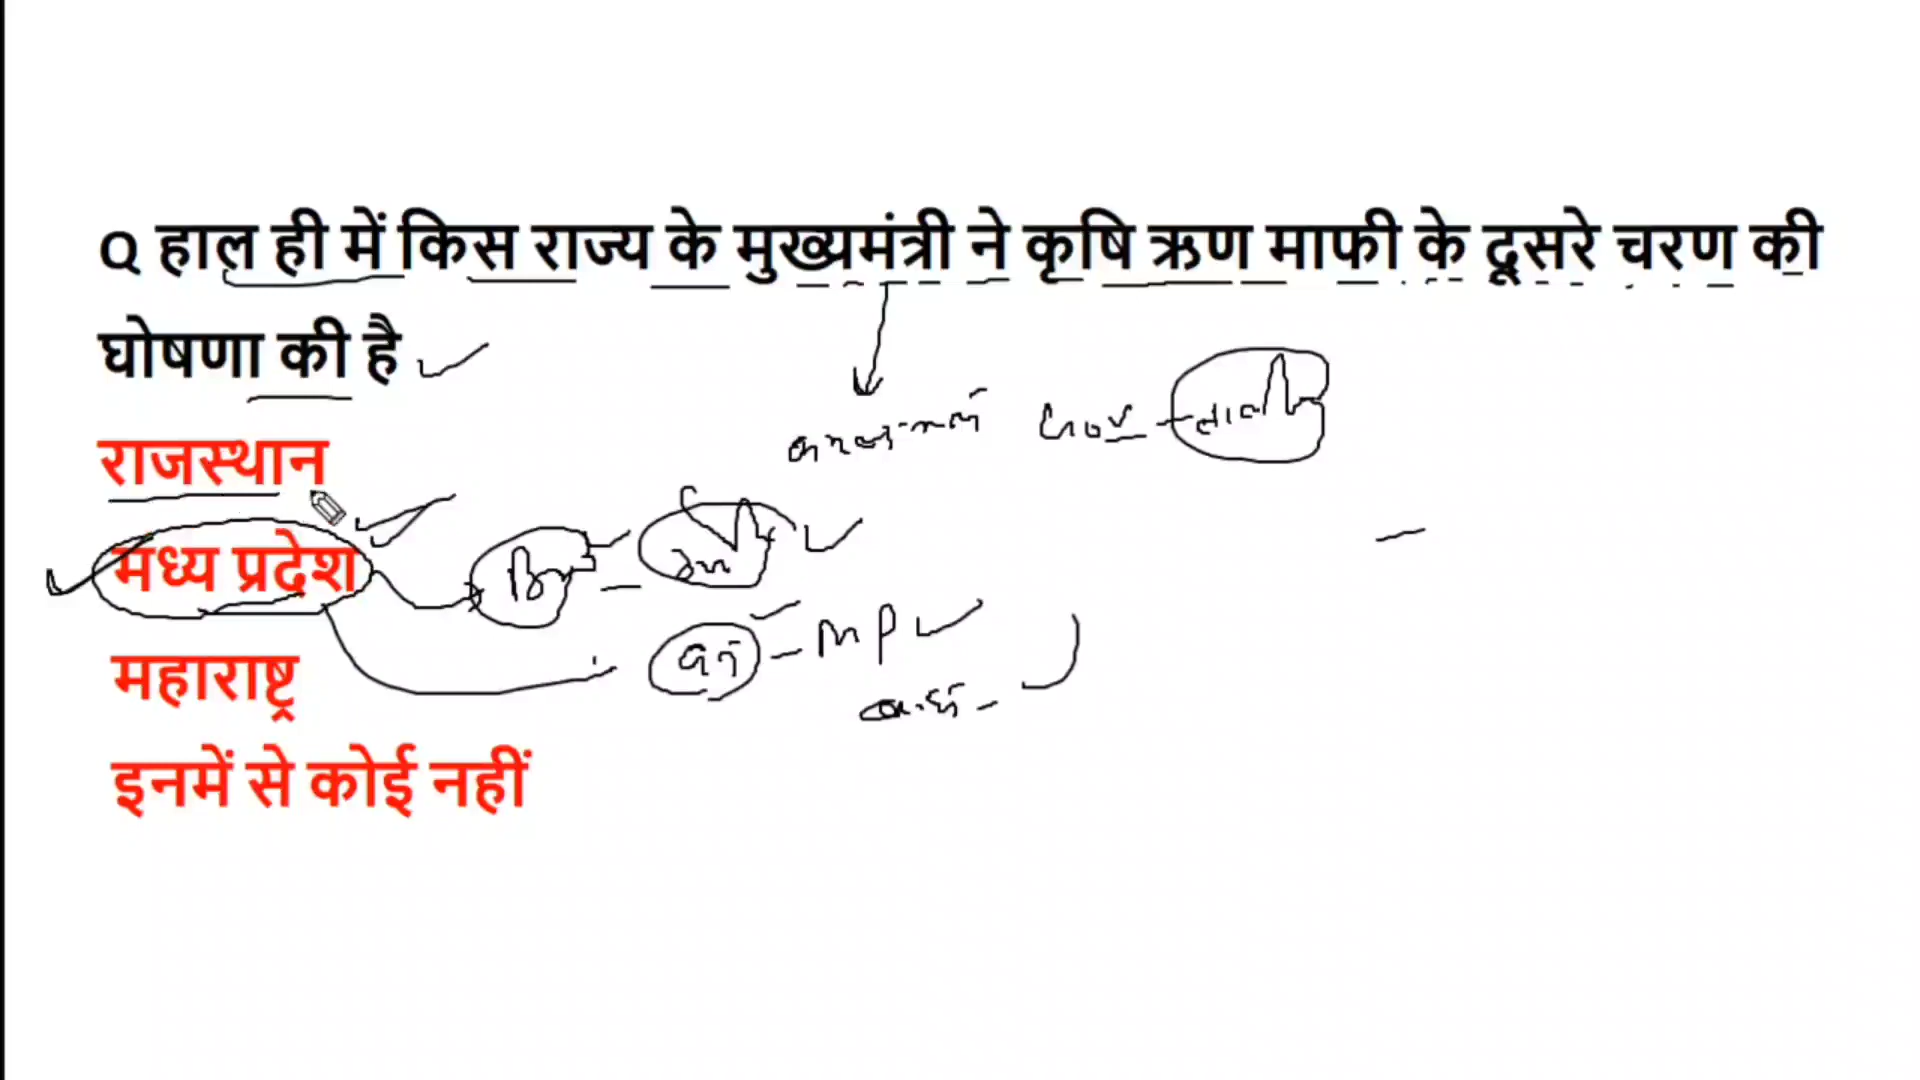 Q हाल ही में किस राज्य के मुख्यमंत्री ने कृषि ऋण माफी के दूसरे चरण की
घोषणा की है
राजस्थान
मध्य प्रदेश
महाराष्ट्र
इनमें से कोई नहीं
MP